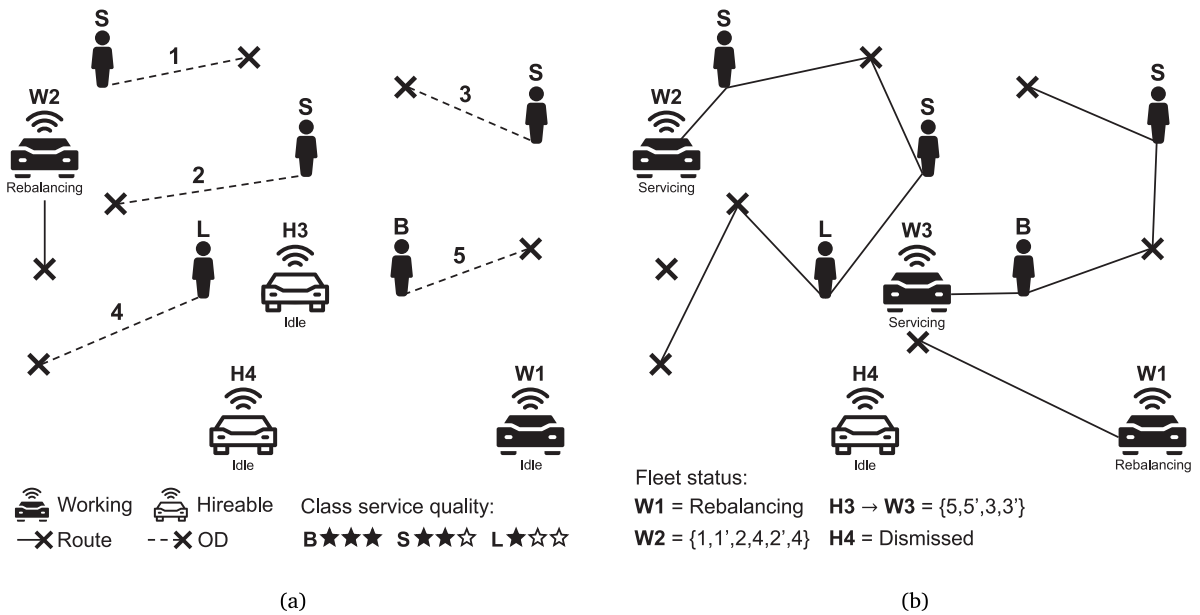 S
1
S
3
W2
S
Rebalancing
2
L
H3
B
5
Idle
4
H4
W1
Idle
Idle
Working
Hireable
Route
OD
Class service quality:
B★★★ S★★☆ L★☆☆
(a)
S
S
W2
S
Servicing
L
W3
B
Servicing
H4
W1
Idle
Rebalancing
Fleet status:
W1 = Rebalancing H3 → W3 = {5,5',3,3'}
W2 = {1,1',2,4,2',4} H4 = Dismissed
(b)